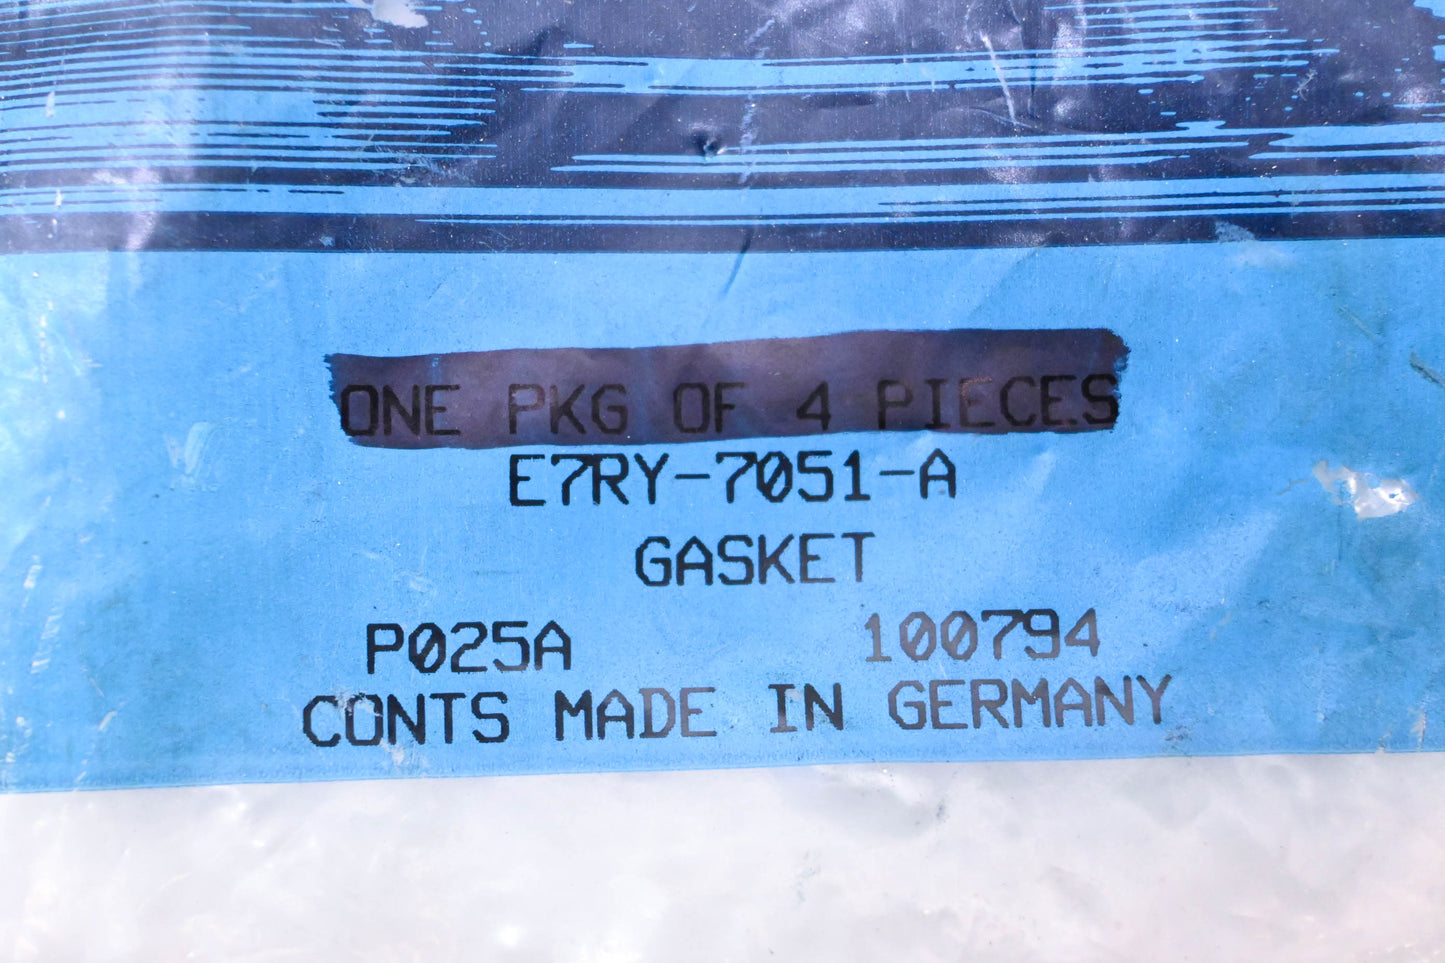 ONE PKG OF 4 PIECES
E7RY-7051-A
GASKET
P025A 100794
CONTS MADE IN GERMANY